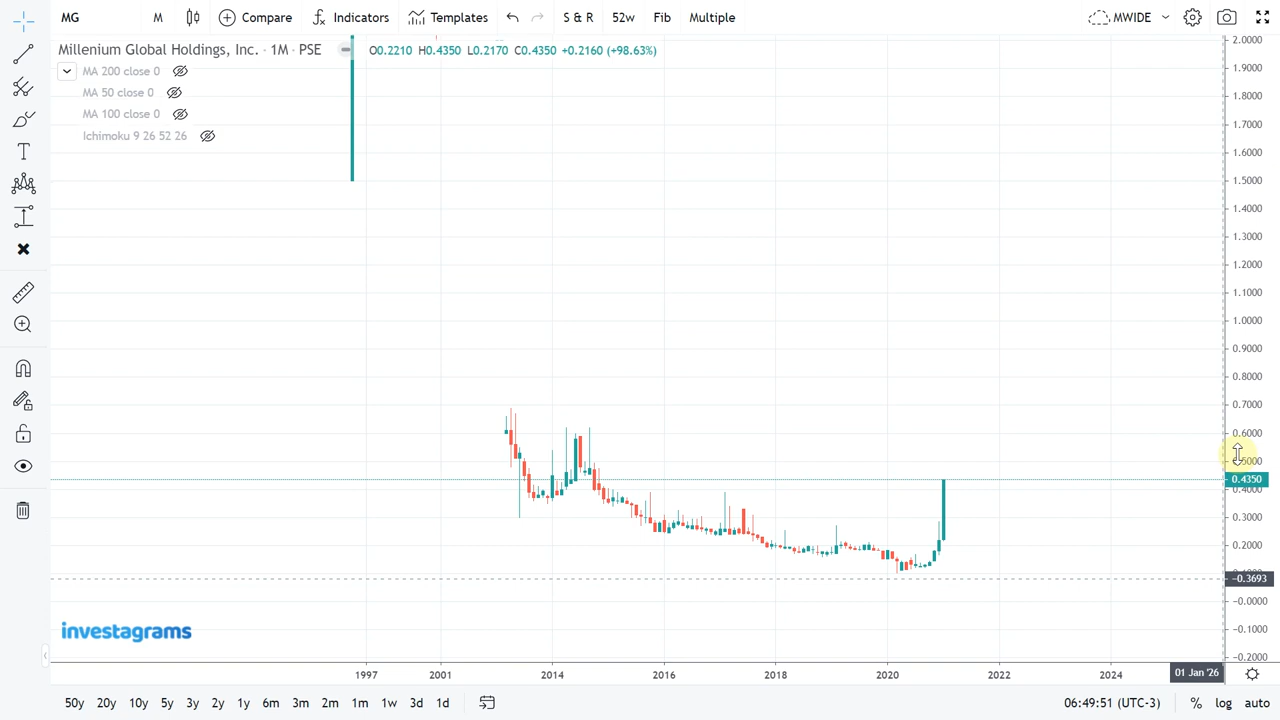 MG M Compare Indicators Templates S & R 52w Fib Multiple MWIDE
Millenium Global Holdings, Inc. · 1M · PSE O0.2210 H0.4350 L0.2170 C0.4350 +0.2160 (+98.63%)
MA 200 close 0
MA 50 close 0
MA 100 close 0
Ichimoku 9 26 52 26
2.0000
1.9000
1.8000
1.7000
1.6000
1.5000
1.4000
1.3000
1.2000
1.1000
1.0000
0.9000
0.8000
0.7000
0.6000
0.4350
0.4000
0.3000
0.2000
-0.3693
-0.0000
-0.1000
-0.2000
investagrams
1997 2001 2014 2016 2018 2020 2022 2024 01 Jan '26
50y 20y 10y 5y 3y 2y 1y 6m 3m 2m 1m 1w 3d 1d 06:49:51 (UTC-3) % log auto